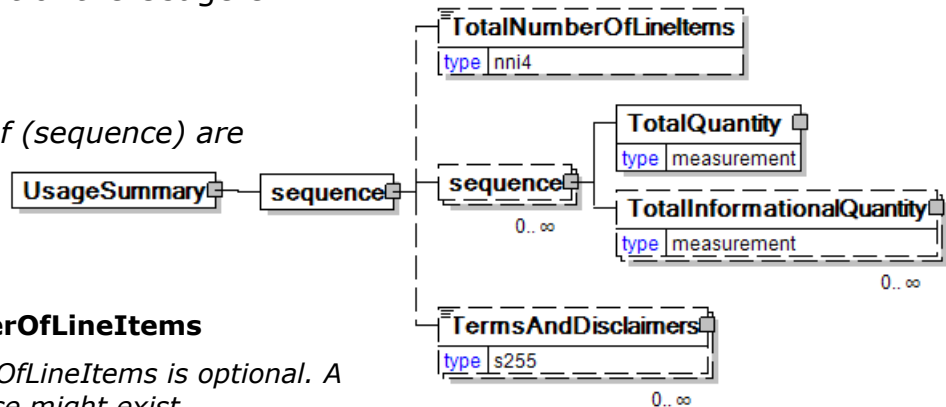 TotalNumberOfLineItems
type nni4
f (sequence) are
TotalQuantity
type measurement
UsageSummary
sequence
sequence
0.. ∞
TotalInformationalQuantity
type measurement
0.. ∞
erOfLineItems
TermsAndDisclaimers
type s255
OfLineItems is optional. A
0.. ∞